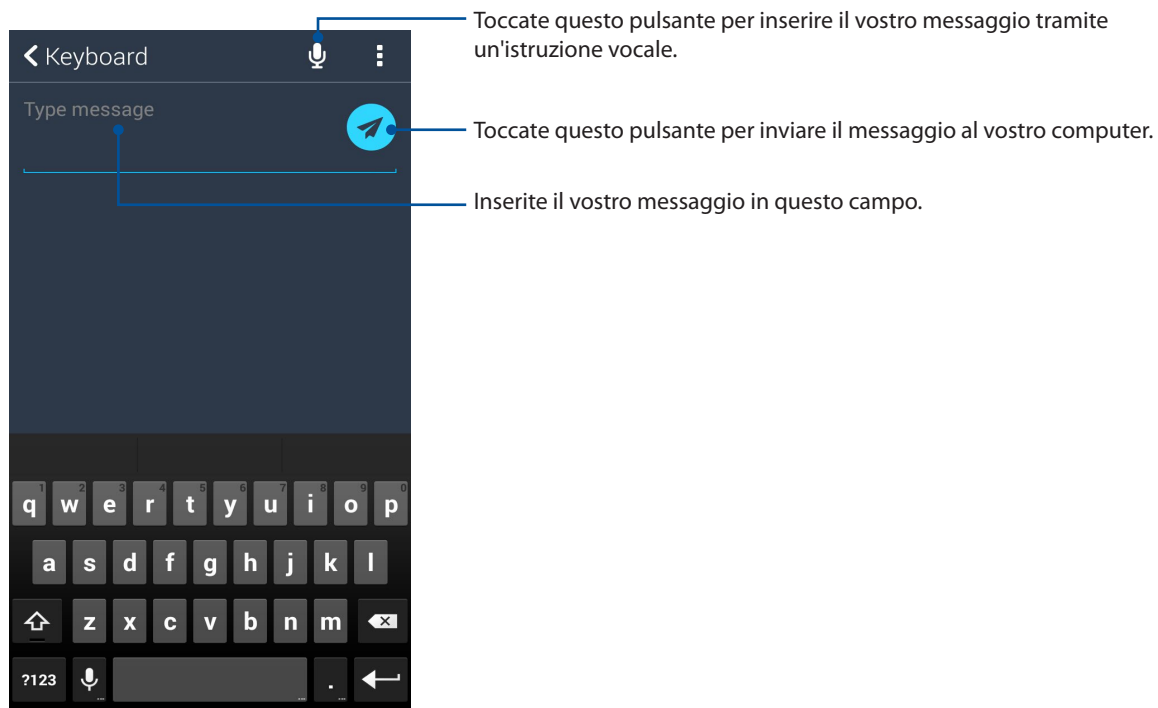 Toccate questo pulsante per inserire il vostro messaggio tramite
un'istruzione vocale.
Keyboard
Type message
Toccate questo pulsante per inviare il messaggio al vostro computer.
Inserite il vostro messaggio in questo campo.
1 2 3 4 5 6 7 8 9 0
q w e r t y u i o p
a s d f g h j k l
z x c v b n m
?123 .